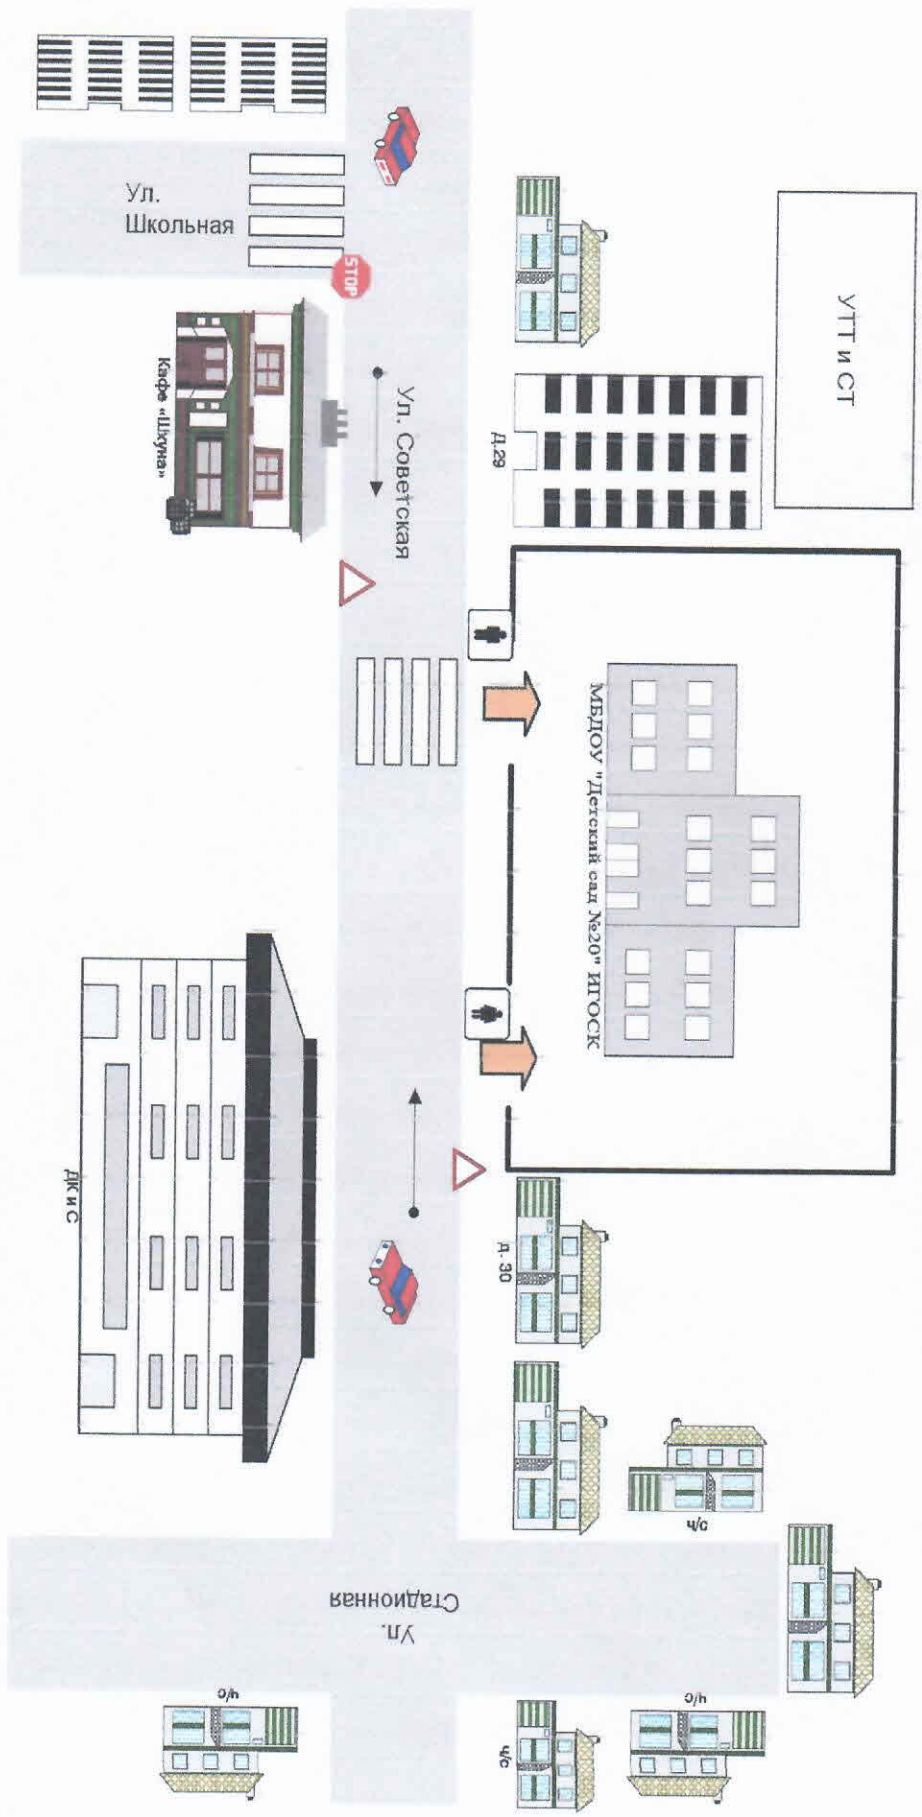 Ул.
Школьная
STOP
Кафе «Шхуна»
Ул. Советская
Д.29
УТТ и СТ
МБДОУ "Детский сад №20" ИГОСК
ДК и С
д. 30
ч/с
Ул.
Стадионная
ч/с
ч/с
ч/с